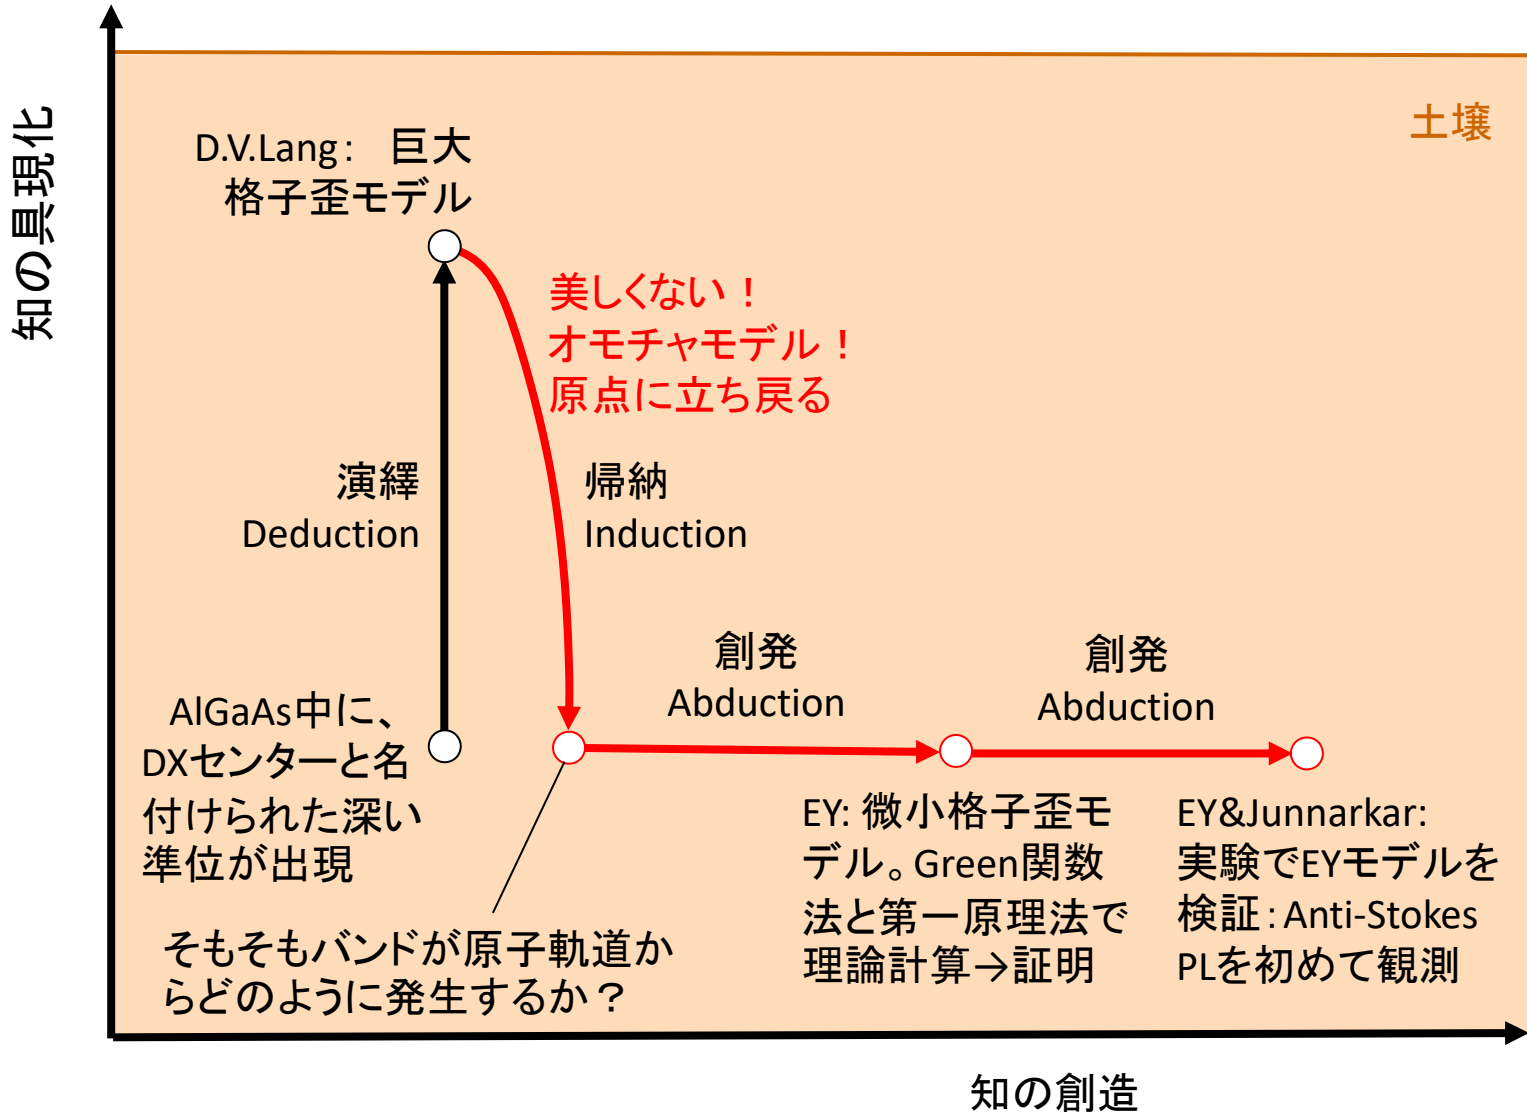 知の具現化
土壌
D.V.Lang： 巨大
格子歪モデル
美しくない！
オモチャモデル！
原点に立ち戻る
演繹
Deduction
帰納
Induction
創発
Abduction
創発
Abduction
AlGaAs中に、
DXセンターと名
付けられた深い
準位が出現
そもそもバンドが原子軌道か
らどのように発生するか？
EY: 微小格子歪モ
デル。Green関数
法と第一原理法で
理論計算→証明
EY&Junnarkar:
実験でEYモデルを
検証：Anti-Stokes
PLを初めて観測
知の創造